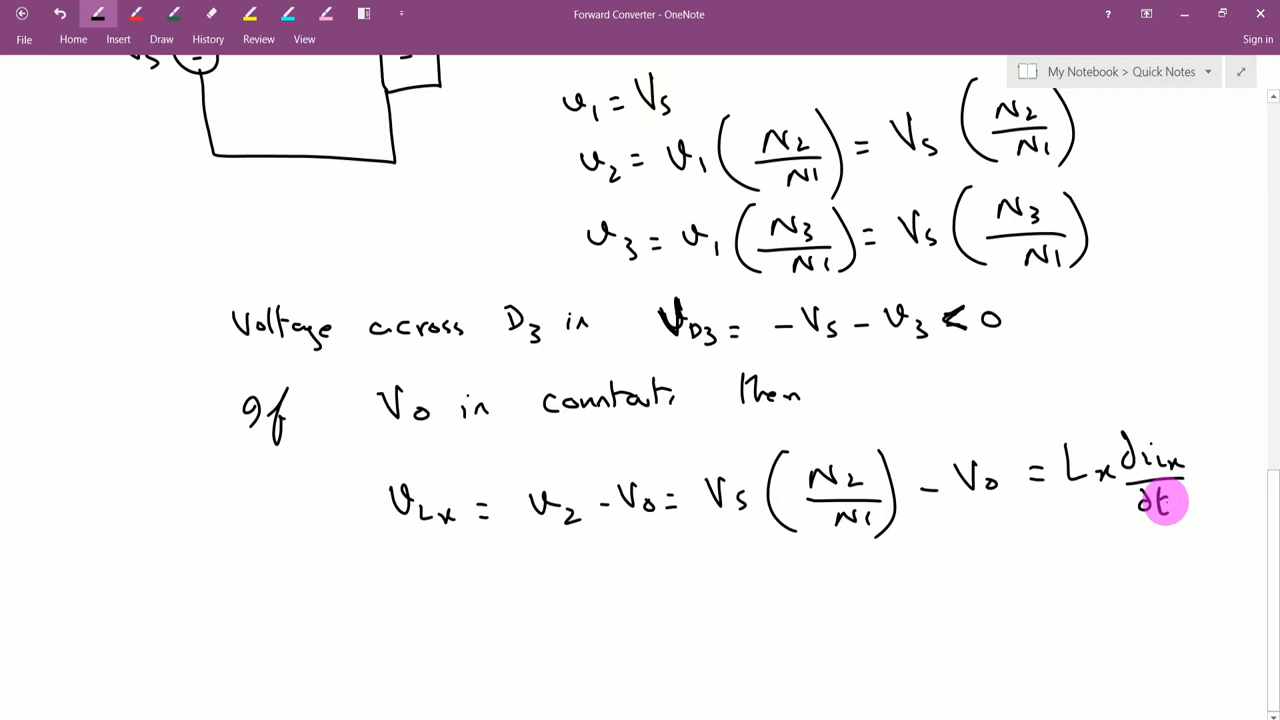 Forward Converter - OneNote
?
File Home Insert Draw History Review View
Sign in
My Notebook > Quick Notes
Vs
v1 = Vs
v2 = v1 (N2/N1) = Vs (N2/N1)
v3 = v1 (N3/N1) = Vs (N3/N1)
Voltage across D3 is VD3 = -Vs - v3 < 0
If Vo is constant, then
vLx = v2 - Vo = Vs (N2/N1) - Vo = Lx diLx/dt